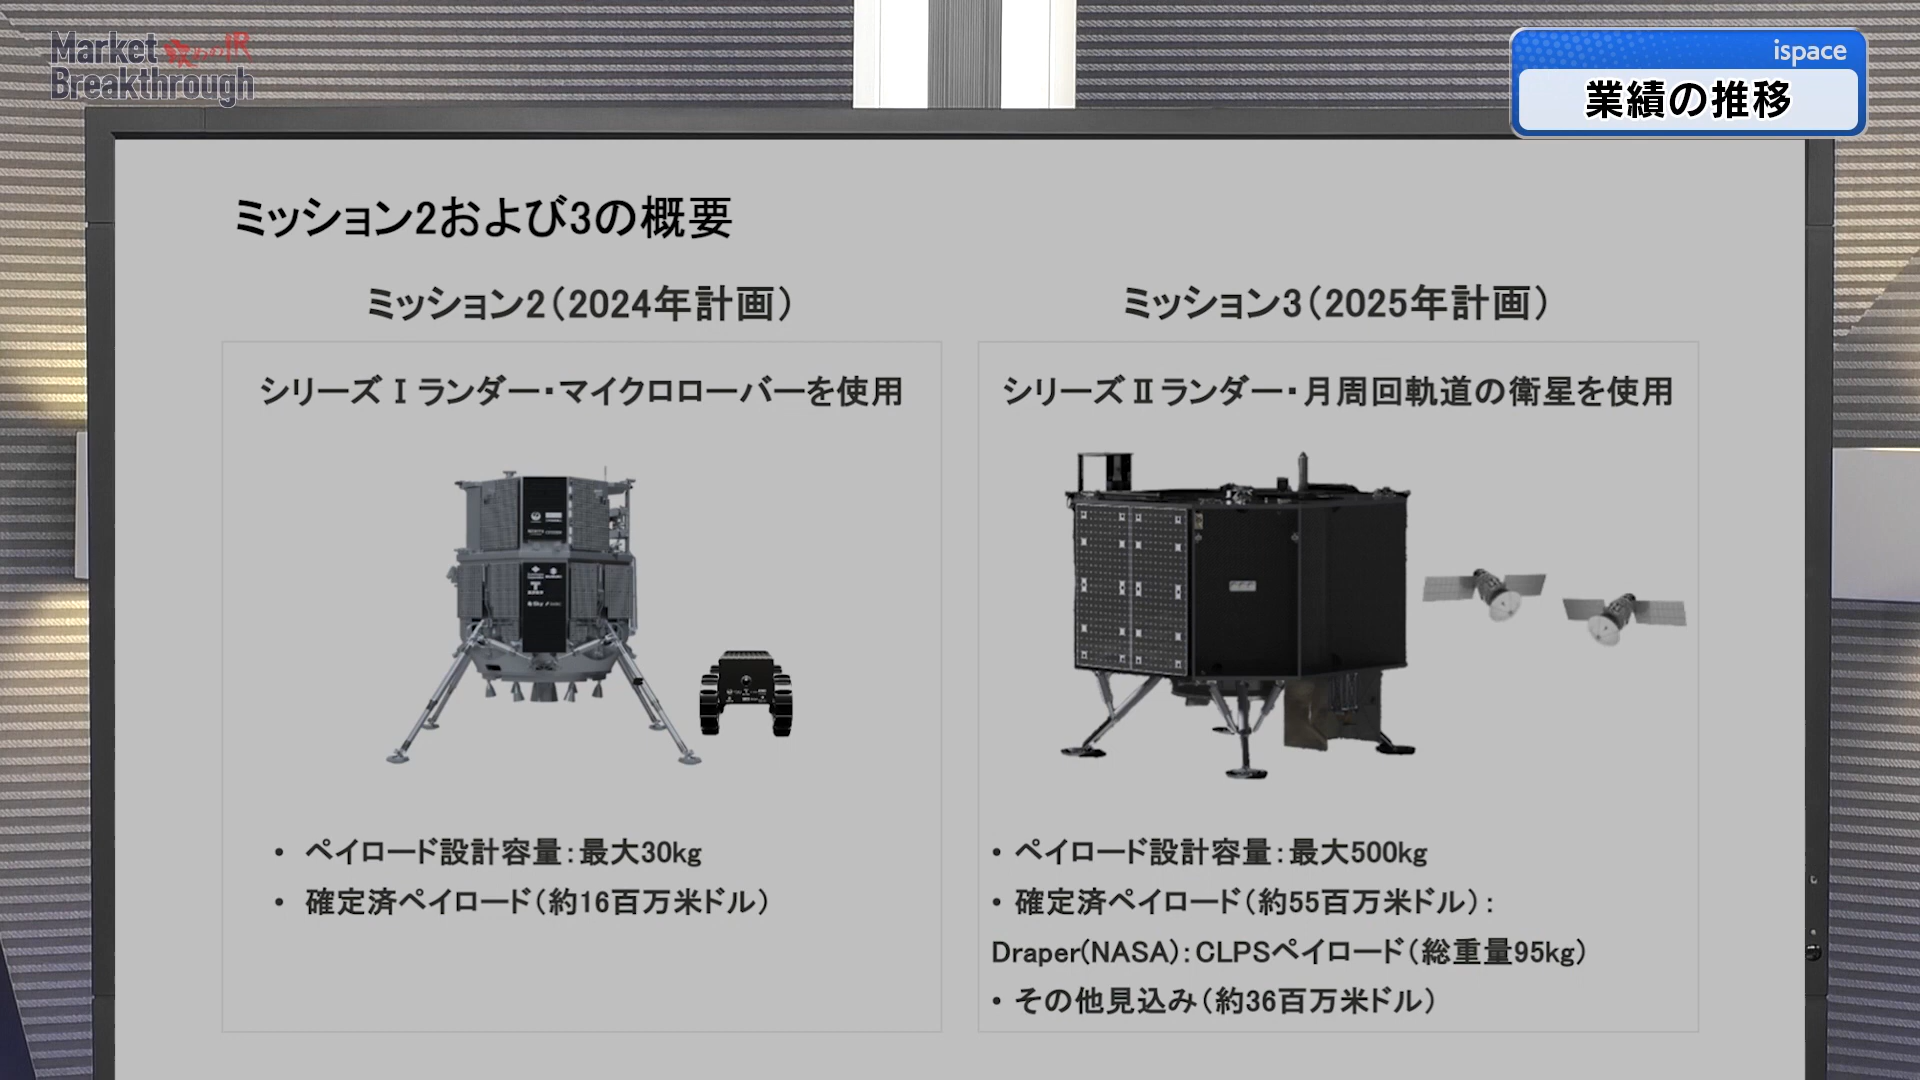 Market 攻めのIR
Breakthrough
ispace
業績の推移
ミッション2および3の概要
ミッション2（2024年計画）
シリーズⅠランダー・マイクロローバーを使用
・ペイロード設計容量：最大30kg
・確定済ペイロード（約16百万米ドル）
ミッション3（2025年計画）
シリーズⅡランダー・月周回軌道の衛星を使用
・ペイロード設計容量：最大500kg
・確定済ペイロード（約55百万米ドル）：
Draper(NASA)：CLPSペイロード（総重量95kg）
・その他見込み（約36百万米ドル）